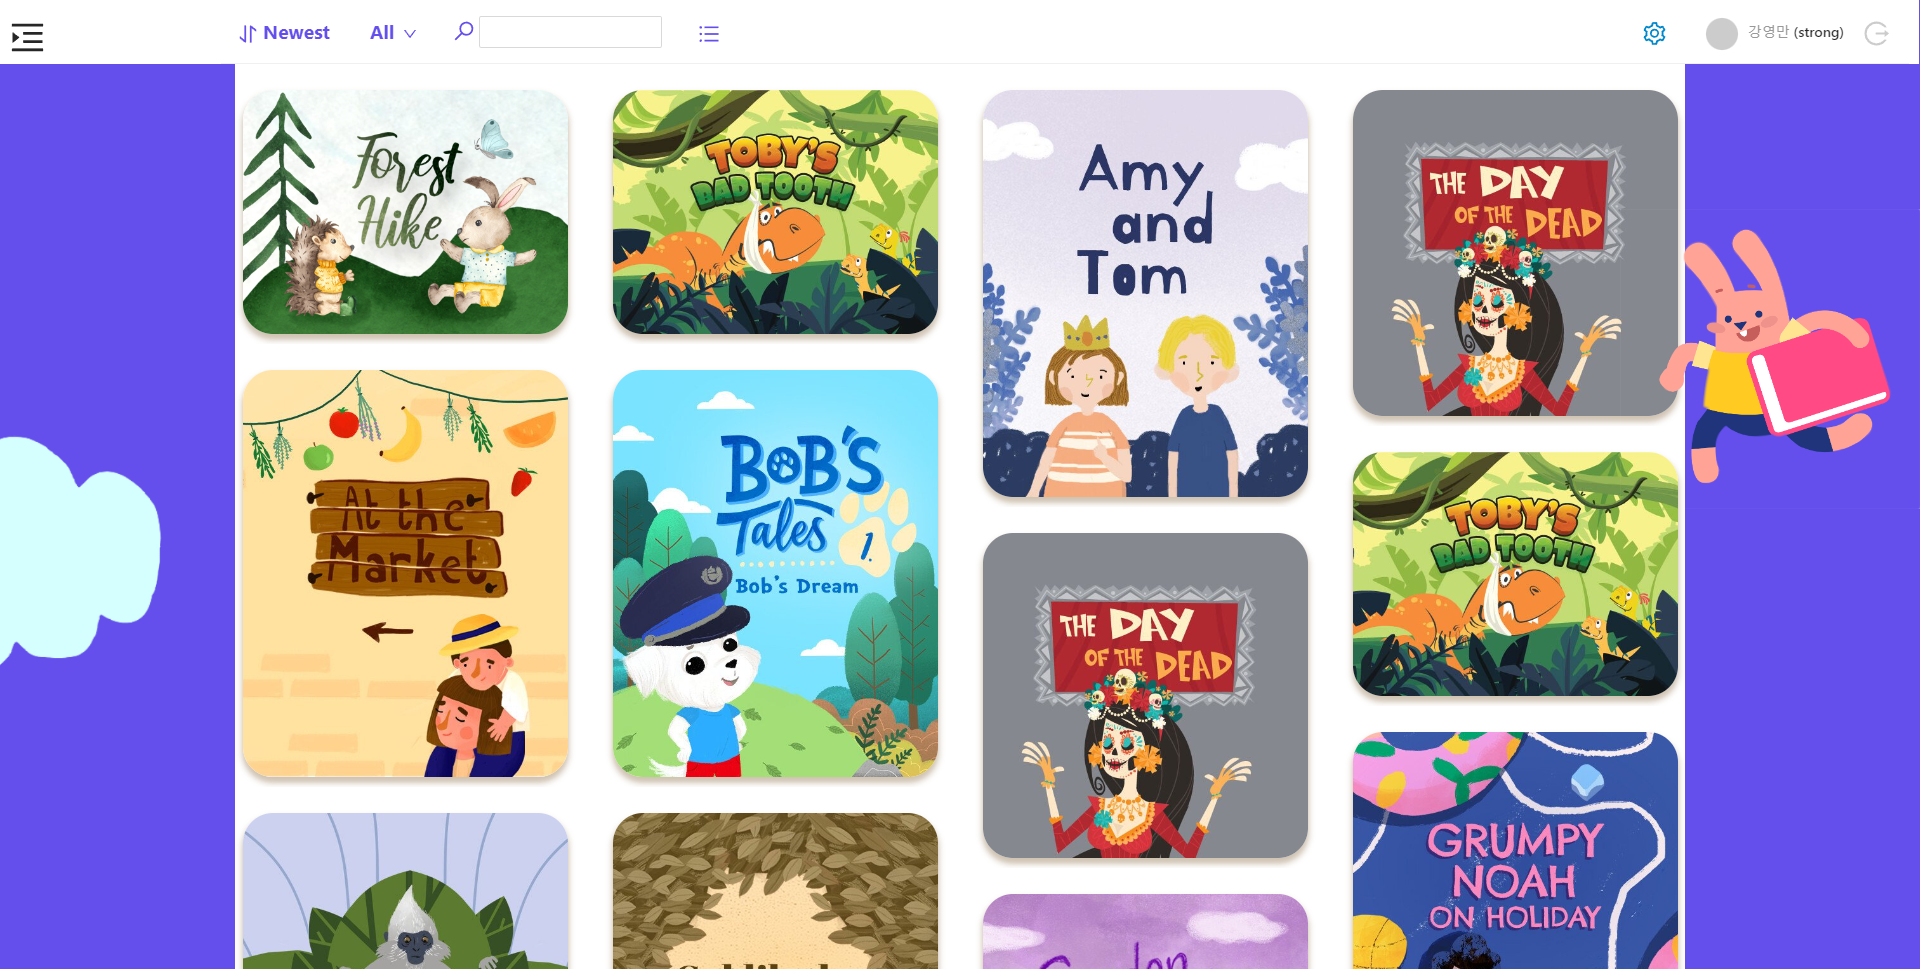 Newest
All
강영만 (strong)
Forest
Hike
TOBY'S
BAD TOOTH
Amy
and
Tom
THE DAY
OF THE DEAD
At the
Market
BOB'S
Tales
1.
Bob's Dream
THE DAY
OF THE DEAD
TOBY'S
BAD TOOTH
GRUMPY
NOAH
ON HOLIDAY